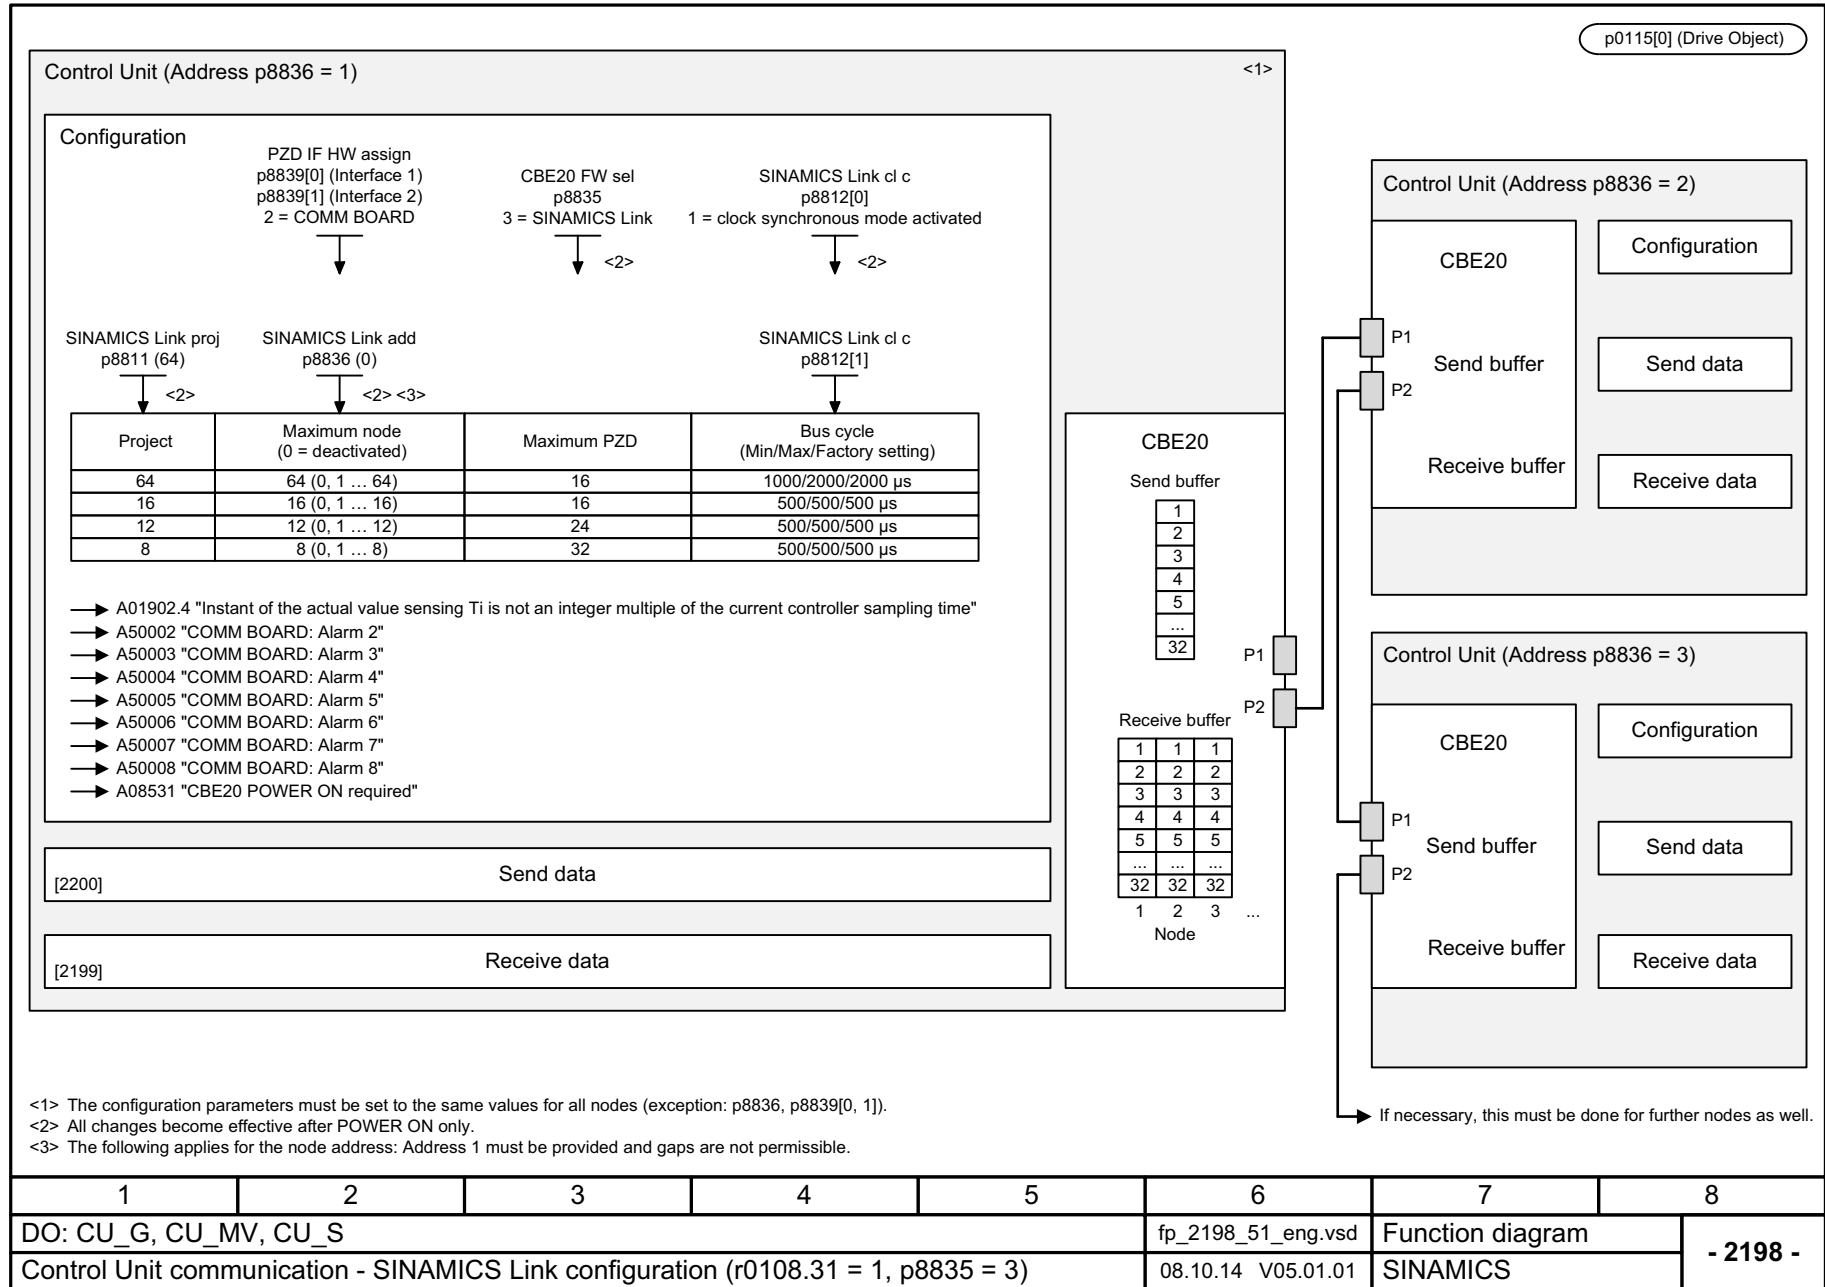 p0115[0] (Drive Object)
Control Unit (Address p8836 = 1)
<1>
Configuration
PZD IF HW assign
p8839[0] (Interface 1)
p8839[1] (Interface 2)
2 = COMM BOARD
CBE20 FW sel
p8835
3 = SINAMICS Link
<2>
SINAMICS Link cl c
p8812[0]
1 = clock synchronous mode activated
<2>
SINAMICS Link proj
p8811 (64)
<2>
SINAMICS Link add
p8836 (0)
<2> <3>
SINAMICS Link cl c
p8812[1]
Project
Maximum node
(0 = deactivated)
Maximum PZD
Bus cycle
(Min/Max/Factory setting)
64 64 (0, 1 … 64) 16 1000/2000/2000 µs
16 16 (0, 1 … 16) 16 500/500/500 µs
12 12 (0, 1 … 12) 24 500/500/500 µs
8 8 (0, 1 … 8) 32 500/500/500 µs
A01902.4 "Instant of the actual value sensing Ti is not an integer multiple of the current controller sampling time"
A50002 "COMM BOARD: Alarm 2"
A50003 "COMM BOARD: Alarm 3"
A50004 "COMM BOARD: Alarm 4"
A50005 "COMM BOARD: Alarm 5"
A50006 "COMM BOARD: Alarm 6"
A50007 "COMM BOARD: Alarm 7"
A50008 "COMM BOARD: Alarm 8"
A08531 "CBE20 POWER ON required"
[2200]
Send data
[2199]
Receive data
CBE20
Send buffer
1
2
3
4
5
...
32
P1
P2
Receive buffer
1 1 1
2 2 2
3 3 3
4 4 4
5 5 5
... ... ...
32 32 32
1 2 3 ...
Node
Control Unit (Address p8836 = 2)
CBE20
Configuration
P1
Send buffer
Send data
P2
Receive buffer
Receive data
Control Unit (Address p8836 = 3)
CBE20
Configuration
P1
Send buffer
Send data
P2
Receive buffer
Receive data
If necessary, this must be done for further nodes as well.
<1> The configuration parameters must be set to the same values for all nodes (exception: p8836, p8839[0, 1]).
<2> All changes become effective after POWER ON only.
<3> The following applies for the node address: Address 1 must be provided and gaps are not permissible.
1 2 3 4 5 6 7 8
DO: CU_G, CU_MV, CU_S
fp_2198_51_eng.vsd
Function diagram
- 2198 -
Control Unit communication - SINAMICS Link configuration (r0108.31 = 1, p8835 = 3)
08.10.14 V05.01.01
SINAMICS